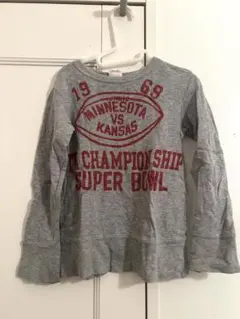 19 69
MINNESOTA
VS
KANSAS
CHAMPIONSHIP
SUPER BOWL